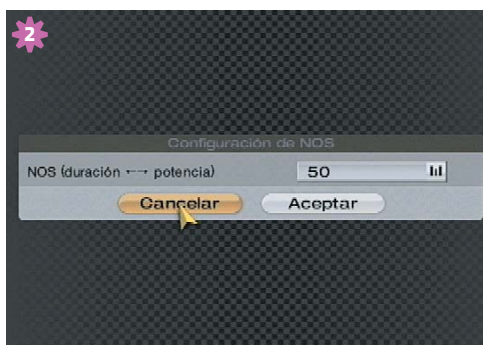 2
Configuración de NOS
NOS (duración ←→ potencia) 50
Cancelar Aceptar